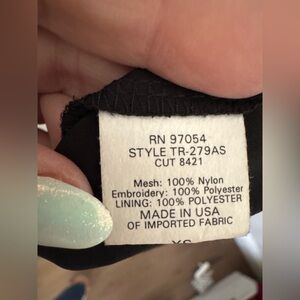 RN 97054
STYLE TR-279AS
CUT 8421
Mesh: 100% Nylon
Embroidery: 100% Polyester
LINING: 100% POLYESTER
MADE IN USA
OF IMPORTED FABRIC
XS